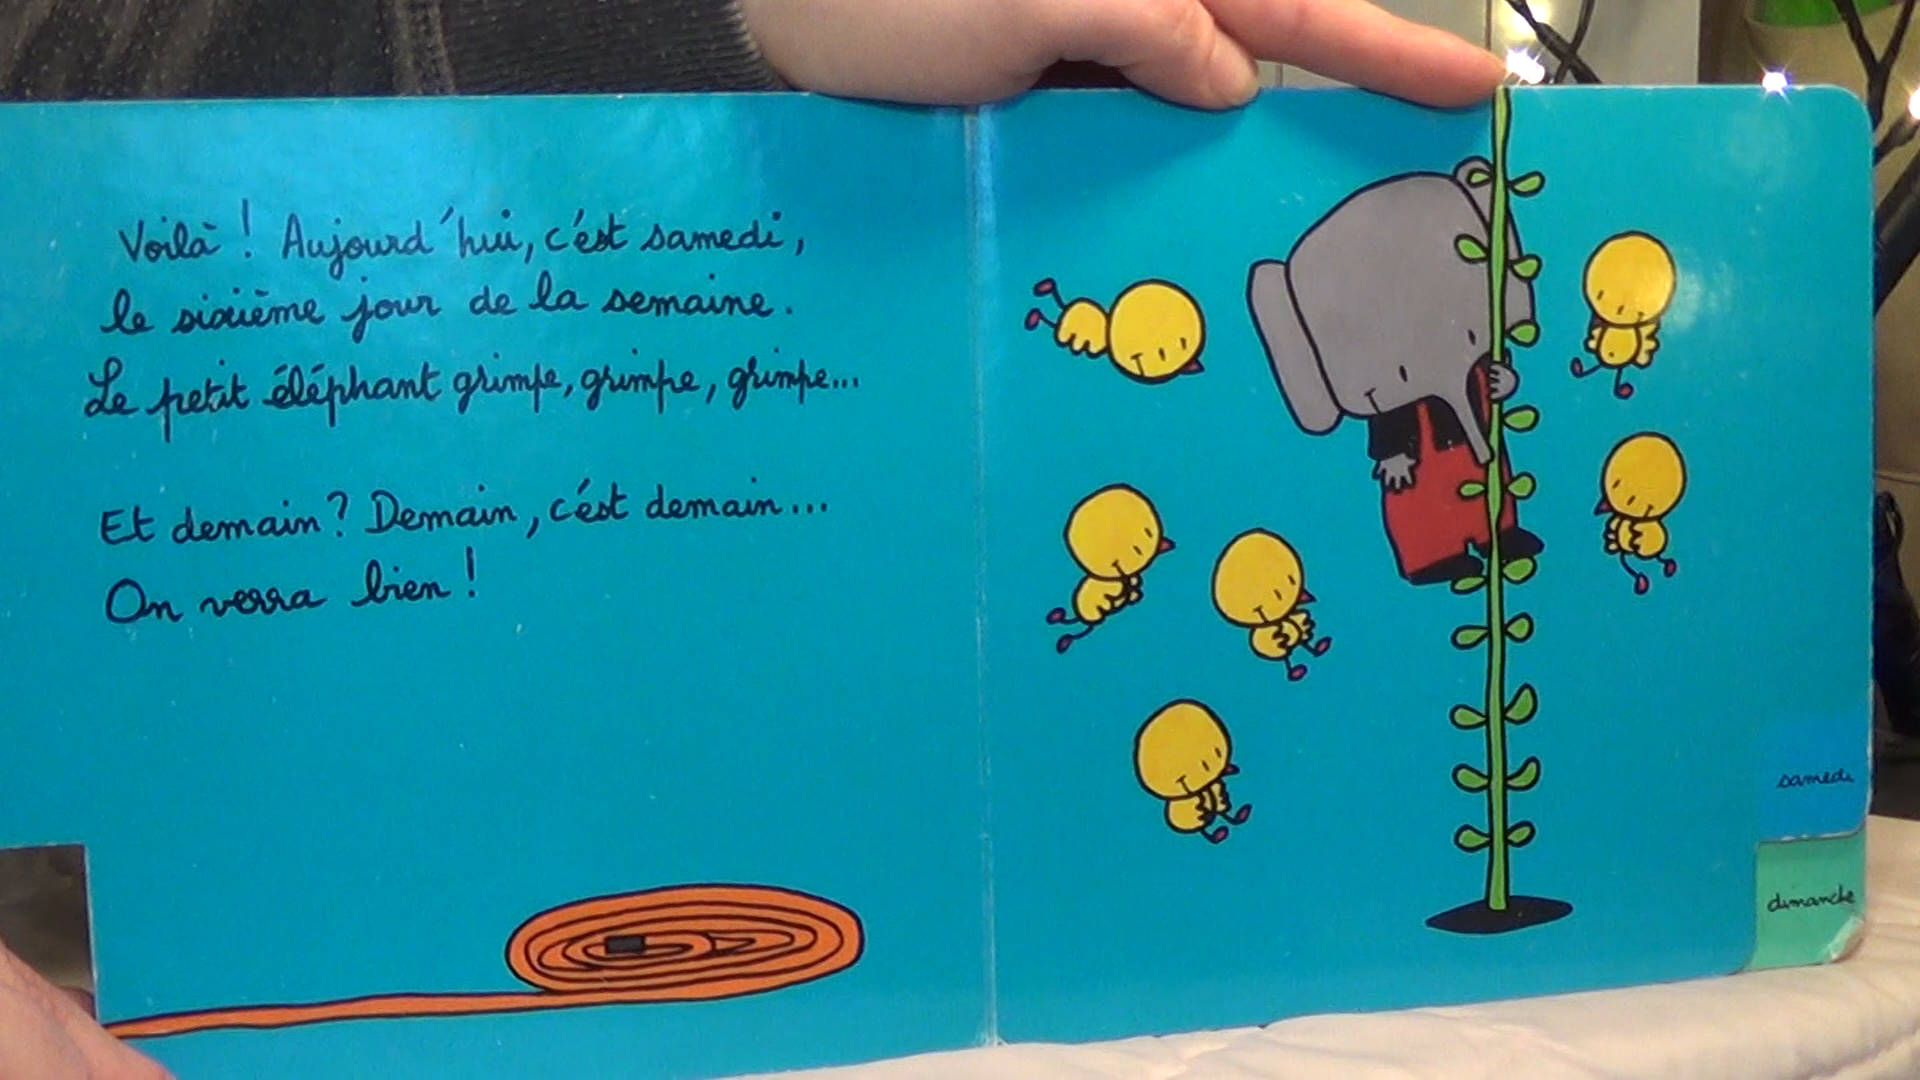 Voilà ! Aujourd'hui, c'est samedi,
le sixième jour de la semaine.
Le petit éléphant grimpe, grimpe, grimpe...
Et demain ? Demain, c'est demain...
On verra bien !
samedi
dimanche